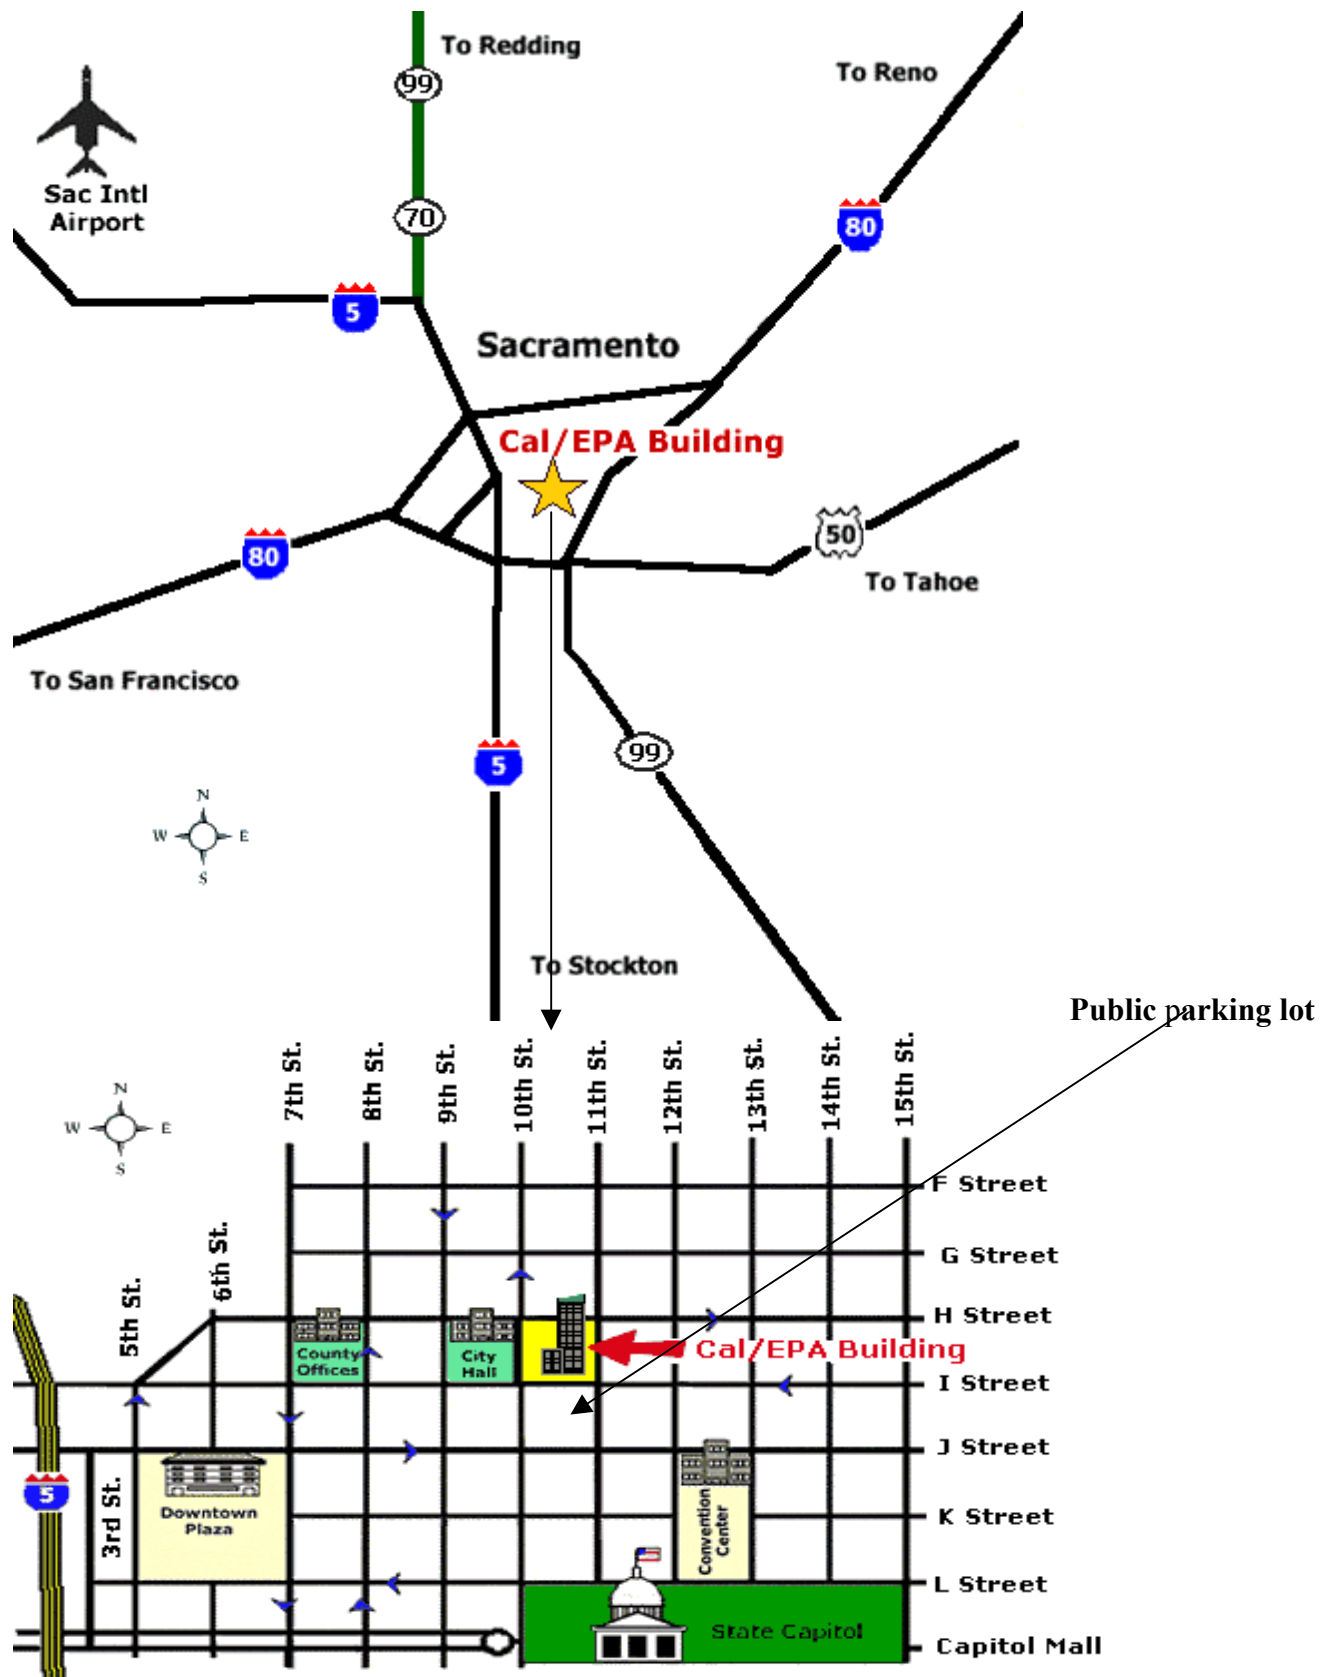 To Redding
99
To Reno
Sac Intl
Airport
70
80
5
Sacramento
Cal/EPA Building
50
80
To Tahoe
To San Francisco
99
5
N
W E
S
To Stockton
Public parking lot
7th St.
8th St.
9th St.
10th St.
11th St.
12th St.
13th St.
14th St.
15th St.
N
W E
S
F Street
6th St.
G Street
5th St.
H Street
County
Offices
City
Hall
Cal/EPA Building
I Street
J Street
5
3rd St.
Downtown
Plaza
Convention
Center
K Street
L Street
State Capitol
Capitol Mall